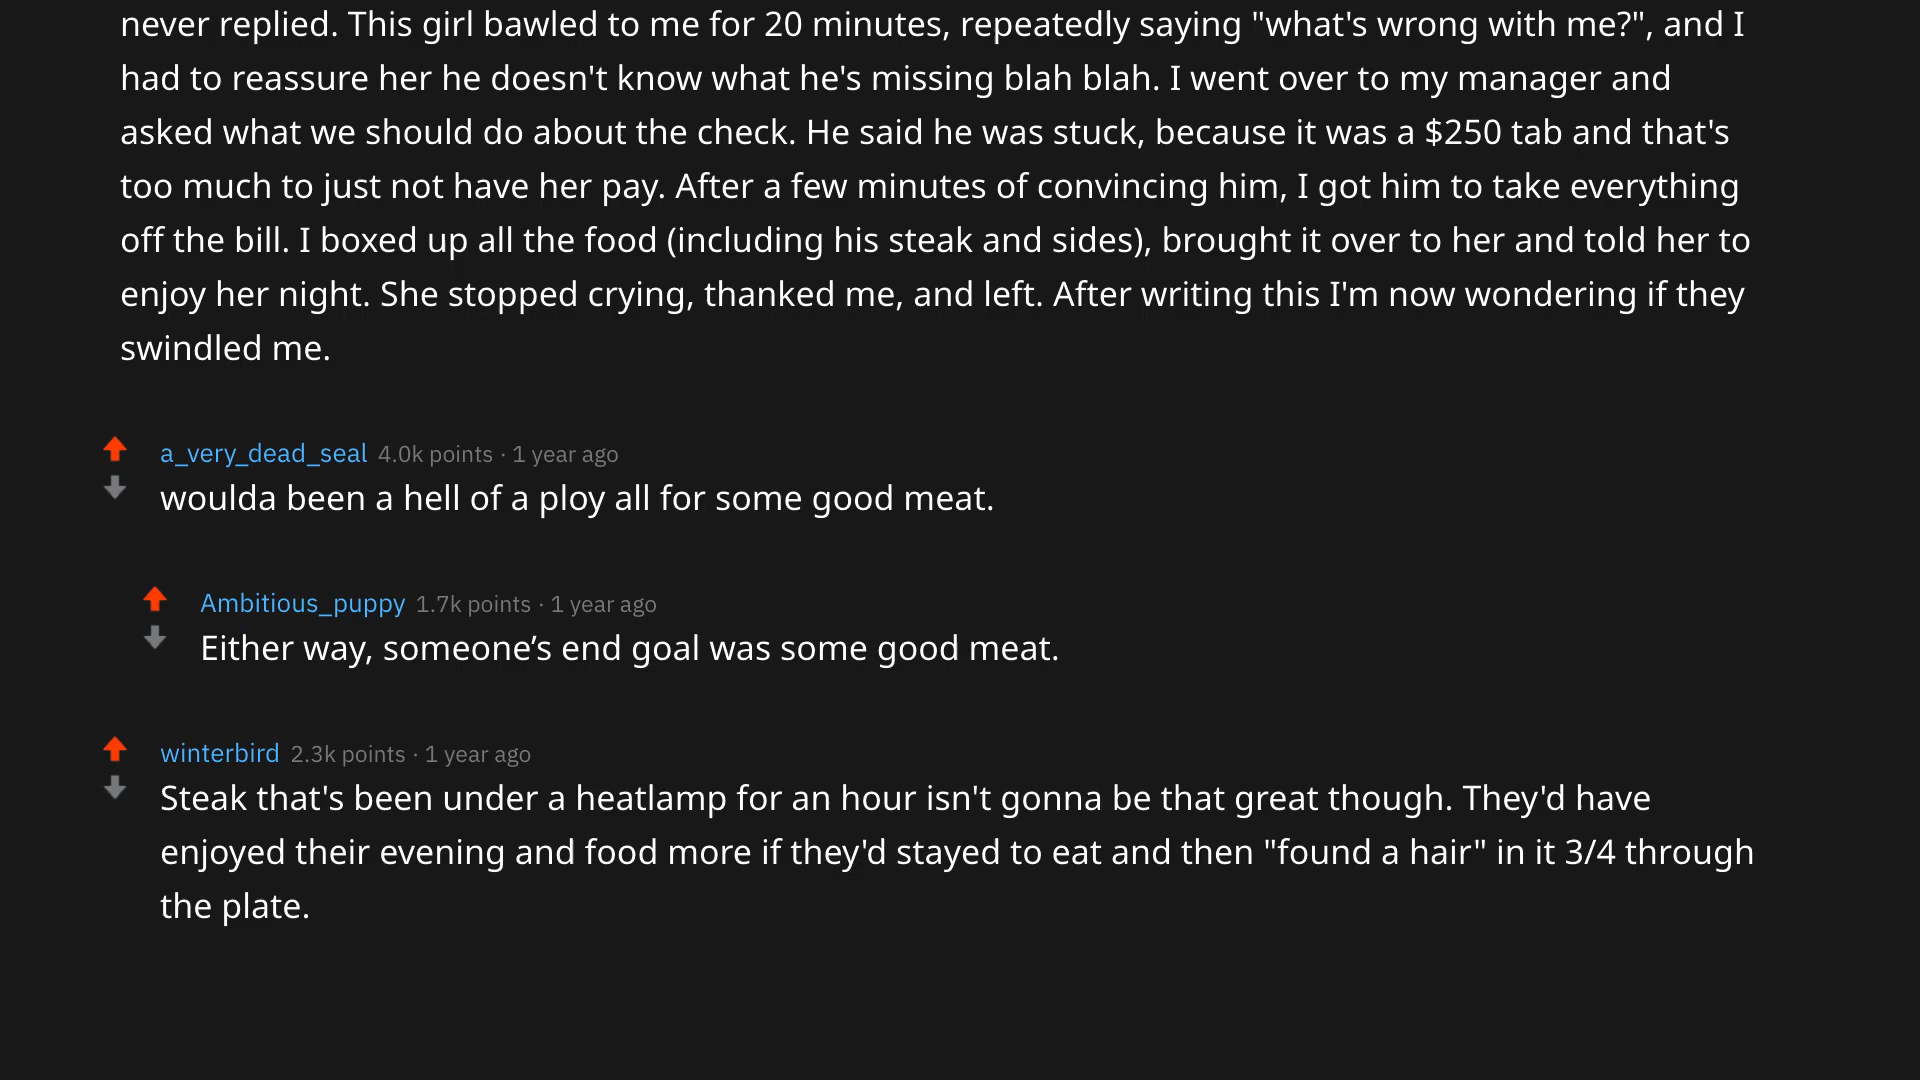 never replied. This girl bawled to me for 20 minutes, repeatedly saying "what's wrong with me?", and I
had to reassure her he doesn't know what he's missing blah blah. I went over to my manager and
asked what we should do about the check. He said he was stuck, because it was a $250 tab and that's
too much to just not have her pay. After a few minutes of convincing him, I got him to take everything
off the bill. I boxed up all the food (including his steak and sides), brought it over to her and told her to
enjoy her night. She stopped crying, thanked me, and left. After writing this I'm now wondering if they
swindled me.
a_very_dead_seal 4.0k points · 1 year ago
woulda been a hell of a ploy all for some good meat.
Ambitious_puppy 1.7k points · 1 year ago
Either way, someone’s end goal was some good meat.
winterbird 2.3k points · 1 year ago
Steak that's been under a heatlamp for an hour isn't gonna be that great though. They'd have
enjoyed their evening and food more if they'd stayed to eat and then "found a hair" in it 3/4 through
the plate.